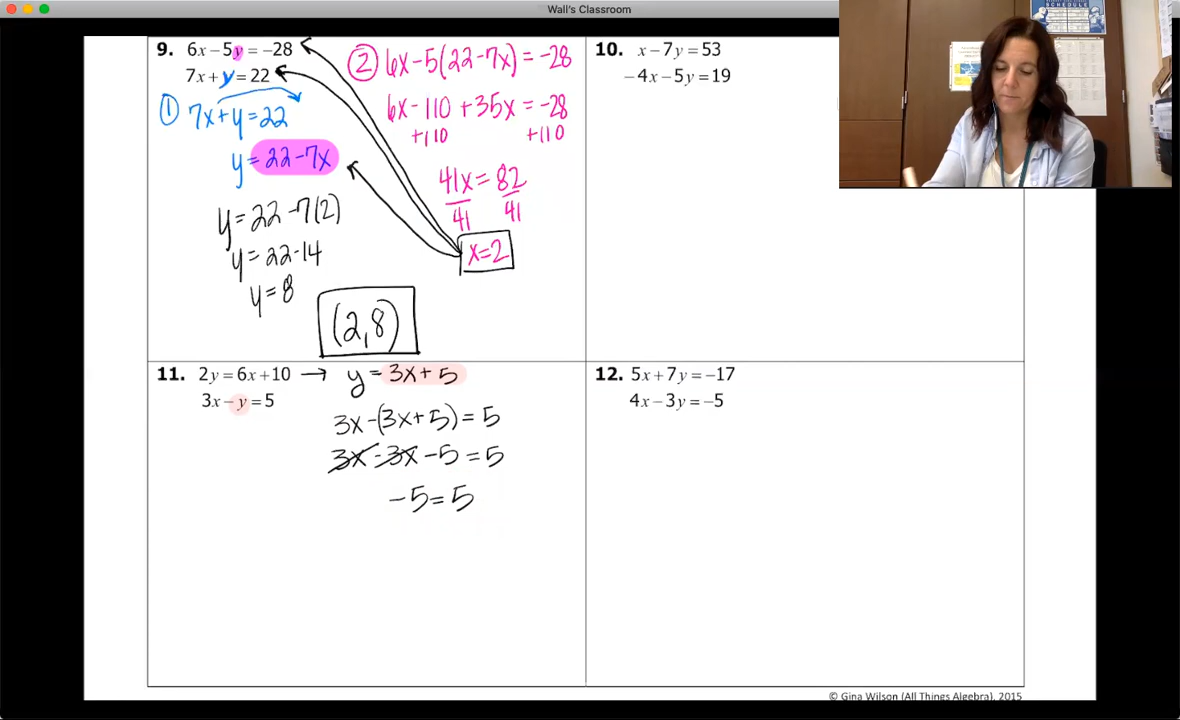 Wall's Classroom
9. 6x − 5y = −28
7x + y = 22
① 7x + y = 22
y = 22 − 7x
y = 22 − 7(2)
y = 22 − 14
y = 8
(2, 8)
② 6x − 5(22 − 7x) = −28
6x − 110 + 35x = −28
+110 +110
41x = 82
41 41
x = 2
10. x − 7y = 53
−4x − 5y = 19
11. 2y = 6x + 10 → y = 3x + 5
3x − y = 5
3x − (3x + 5) = 5
3x − 3x − 5 = 5
−5 = 5
12. 5x + 7y = −17
4x − 3y = −5
SCHEDULE
© Gina Wilson (All Things Algebra), 2015